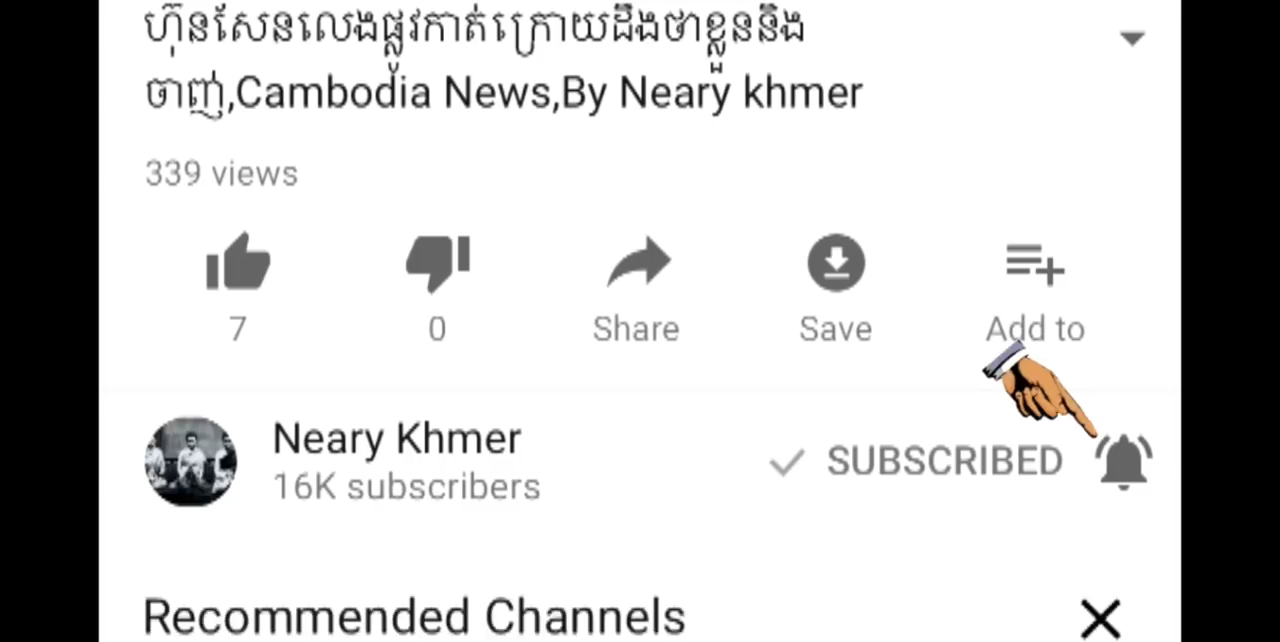 ហ៊ុនសែនលេងផ្លូវកាត់ក្រោយដឹងថាខ្លួននិង
ចាញ់,Cambodia News,By Neary khmer
339 views
7
0
Share
Save
Add to
Neary Khmer
SUBSCRIBED
16K subscribers
Recommended Channels